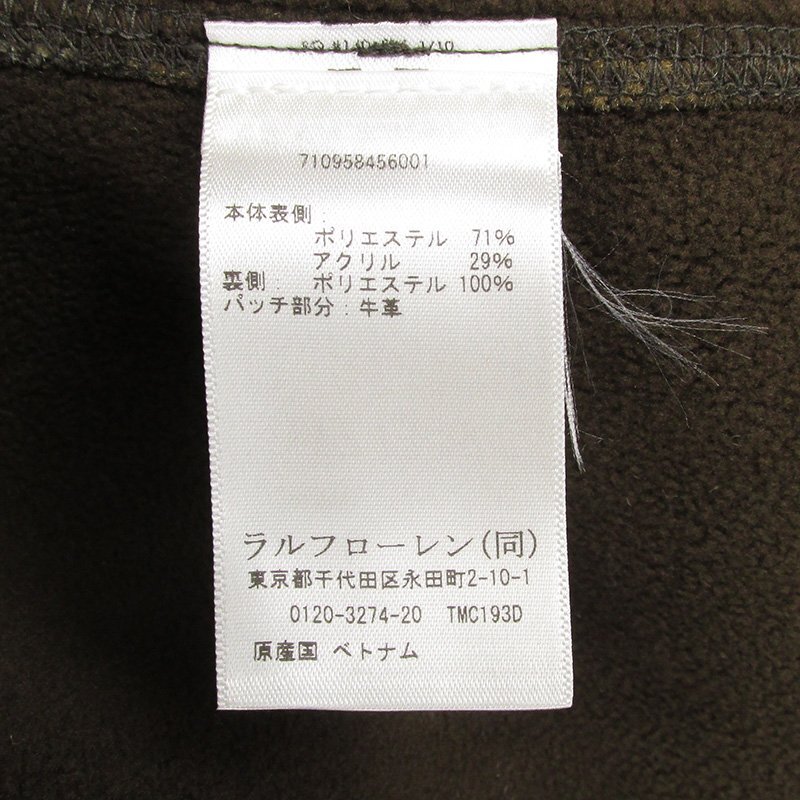 710958456001
本体表側:
ポリエステル 71%
アクリル 29%
裏側: ポリエステル 100%
パッチ部分:牛革
ラルフローレン(同)
東京都千代田区永田町2-10-1
0120-3274-20 TMC193D
原産国 ベトナム